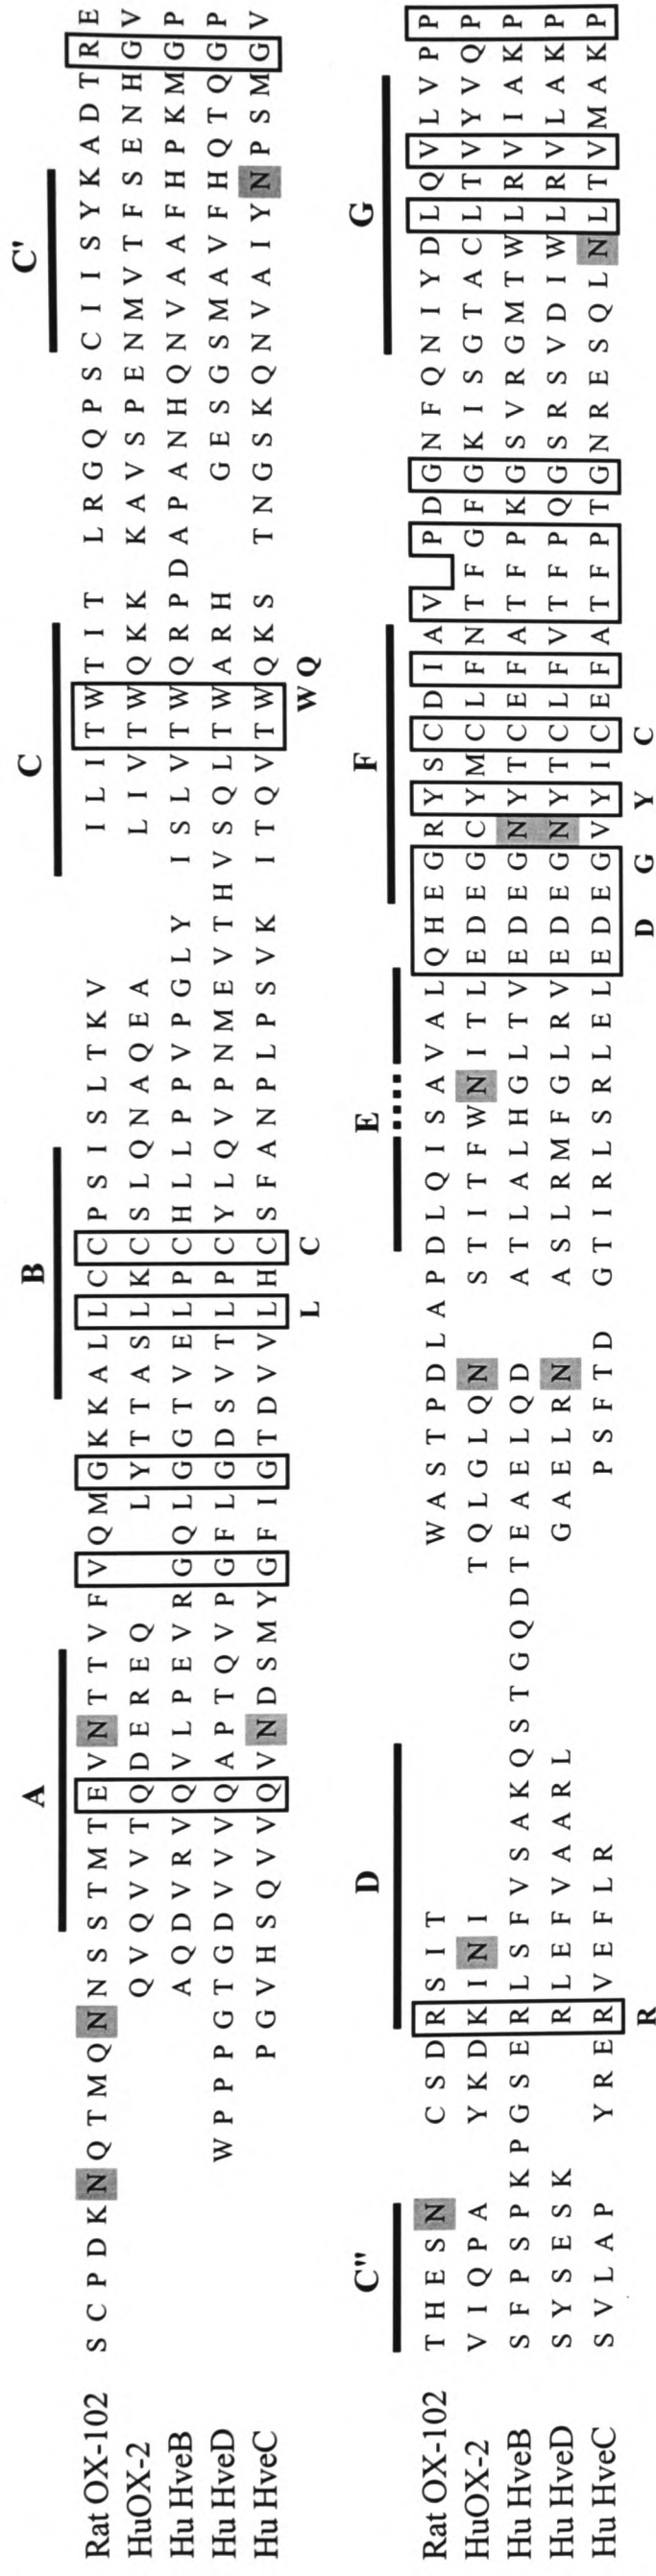 A B C C'
Rat OX-102 S C P D K N Q T M Q N N S S T M T E V N T T V F V Q M G K K A L L C C P S I S L T K V I L I T W T I T L R G Q P S C I I S Y K A D T R E
HuOX-2 Q V Q V V T Q D E R E Q L Y T T A S L K C S L Q N A Q E A L I V T W Q K K K A V S P E N M V T F S E N H G V
Hu HveB A Q D V R V Q V L P E V R G Q L G G T V E L P C H L L P P V P G L Y I S L V T W Q R P D A P A N H Q N V A A F H P K M G P
Hu HveD W P P P G T G D V V V Q A P T Q V P G F L G D S V T L P C Y L Q V P N M E V T H V S Q L T W A R H G E S G S M A V F H Q T Q G P
Hu HveC P G V H S Q V V Q V N D S M Y G F I G T D V V L H C S F A N P L P S V K I T Q V T W Q K S T N G S K Q N V A I Y N P S M G V
L C W Q
C" D E F G
Rat OX-102 T H E S N C S D R S I T W A S T P D L A P D L Q I S A V A L Q H E G R Y S C D I A V P D G N F Q N I Y D L Q V L V P P
HuOX-2 V I Q P A Y K D K I N I T Q L G L Q N S T I T F W N I T L E D E G C Y M C L F N T F G F G K I S G T A C L T V Y V Q P
Hu HveB S F P S P K P G S E R L S F V S A K Q S T G Q D T E A E L Q D A T L A L H G L T V E D E G N Y T C E F A T F P K G S V R G M T W L R V I A K P
Hu HveD S Y S E S K R L E F V A A R L G A E L R N A S L R M F G L R V E D E G N Y T C L F V T F P Q G S R S V D I W L R V L A K P
Hu HveC S V L A P Y R E R V E F L R P S F T D G T I R L S R L E L E D E G V Y I C E F A T F P T G N R E S Q L N L T V M A K P
R D G Y C